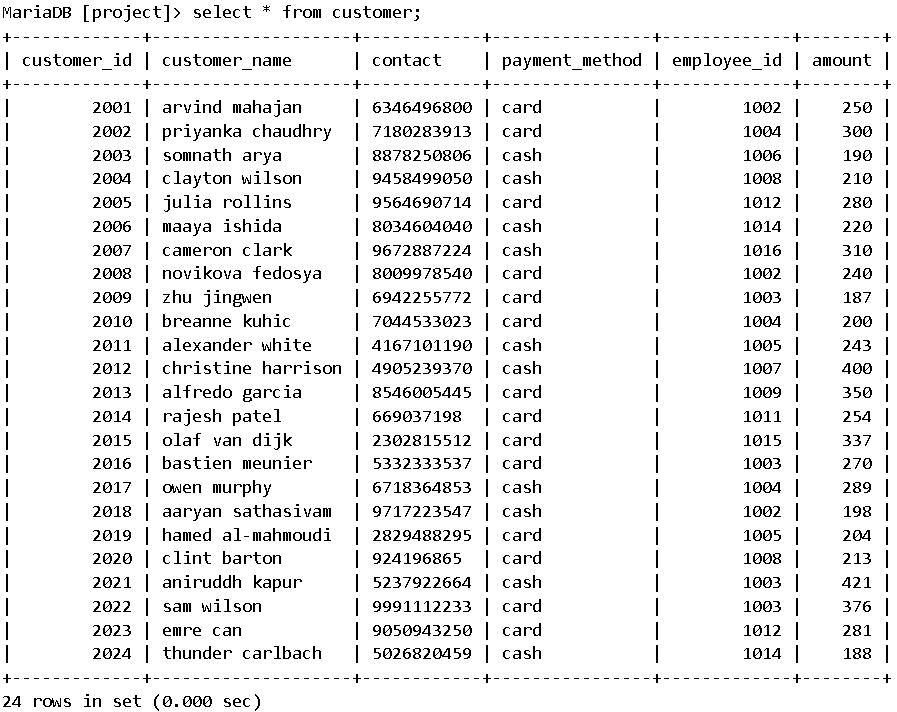 MariaDB [project]> select * from customer;
+-------------+--------------------+------------+----------------+-------------+--------+
| customer_id | customer_name      | contact    | payment_method | employee_id | amount |
+-------------+--------------------+------------+----------------+-------------+--------+
|        2001 | arvind mahajan     | 6346496800 | card           |        1002 |    250 |
|        2002 | priyanka chaudhry  | 7180283913 | card           |        1004 |    300 |
|        2003 | somnath arya       | 8878250806 | cash           |        1006 |    190 |
|        2004 | clayton wilson     | 9458499050 | cash           |        1008 |    210 |
|        2005 | julia rollins      | 9564690714 | card           |        1012 |    280 |
|        2006 | maaya ishida       | 8034604040 | cash           |        1014 |    220 |
|        2007 | cameron clark      | 9672887224 | cash           |        1016 |    310 |
|        2008 | novikova fedosya   | 8009978540 | card           |        1002 |    240 |
|        2009 | zhu jingwen        | 6942255772 | card           |        1003 |    187 |
|        2010 | breanne kuhic      | 7044533023 | card           |        1004 |    200 |
|        2011 | alexander white    | 4167101190 | cash           |        1005 |    243 |
|        2012 | christine harrison | 4905239370 | cash           |        1007 |    400 |
|        2013 | alfredo garcia     | 8546005445 | card           |        1009 |    350 |
|        2014 | rajesh patel       | 669037198  | card           |        1011 |    254 |
|        2015 | olaf van dijk      | 2302815512 | card           |        1015 |    337 |
|        2016 | bastien meunier    | 5332333537 | card           |        1003 |    270 |
|        2017 | owen murphy        | 6718364853 | cash           |        1004 |    289 |
|        2018 | aaryan sathasivam  | 9717223547 | cash           |        1002 |    198 |
|        2019 | hamed al-mahmoudi  | 2829488295 | card           |        1005 |    204 |
|        2020 | clint barton       | 924196865  | card           |        1008 |    213 |
|        2021 | aniruddh kapur     | 5237922664 | cash           |        1003 |    421 |
|        2022 | sam wilson         | 9991112233 | card           |        1003 |    376 |
|        2023 | emre can           | 9050943250 | card           |        1012 |    281 |
|        2024 | thunder carlbach   | 5026820459 | cash           |        1014 |    188 |
+-------------+--------------------+------------+----------------+-------------+--------+
24 rows in set (0.000 sec)